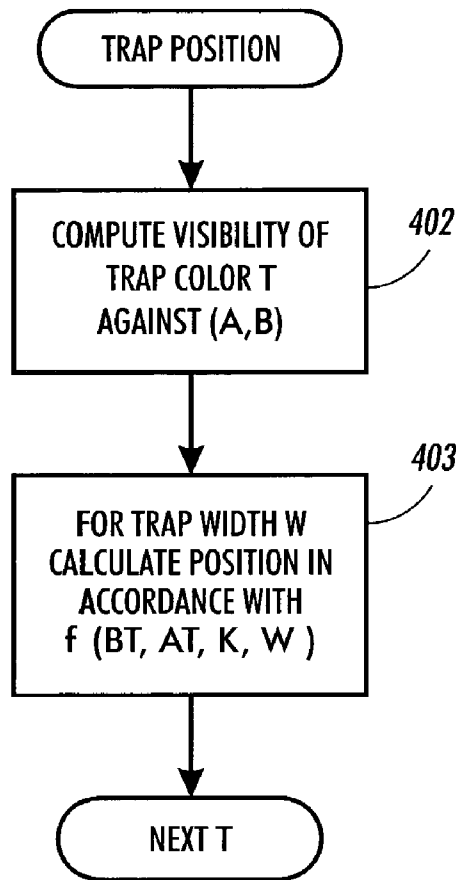 TRAP POSITION
COMPUTE VISIBILITY OF
TRAP COLOR T
AGAINST (A,B)
402
FOR TRAP WIDTH W
CALCULATE POSITION IN
ACCORDANCE WITH
f (BT, AT, K, W )
403
NEXT T